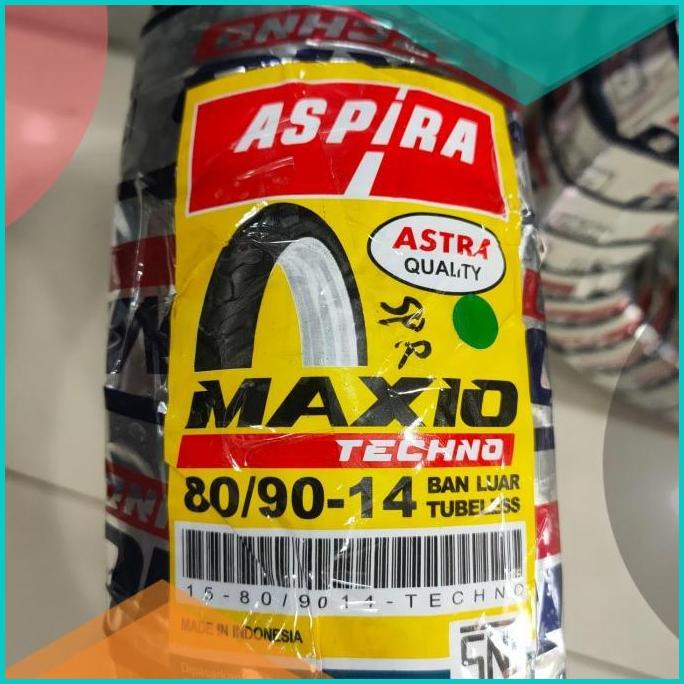 ASPIRA
ASTRA
QUALITY
MAXIO
TECHNO
80/90-14
BAN LUAR
TUBELESS
15-80/9014-TECHNO
MADE IN INDONESIA